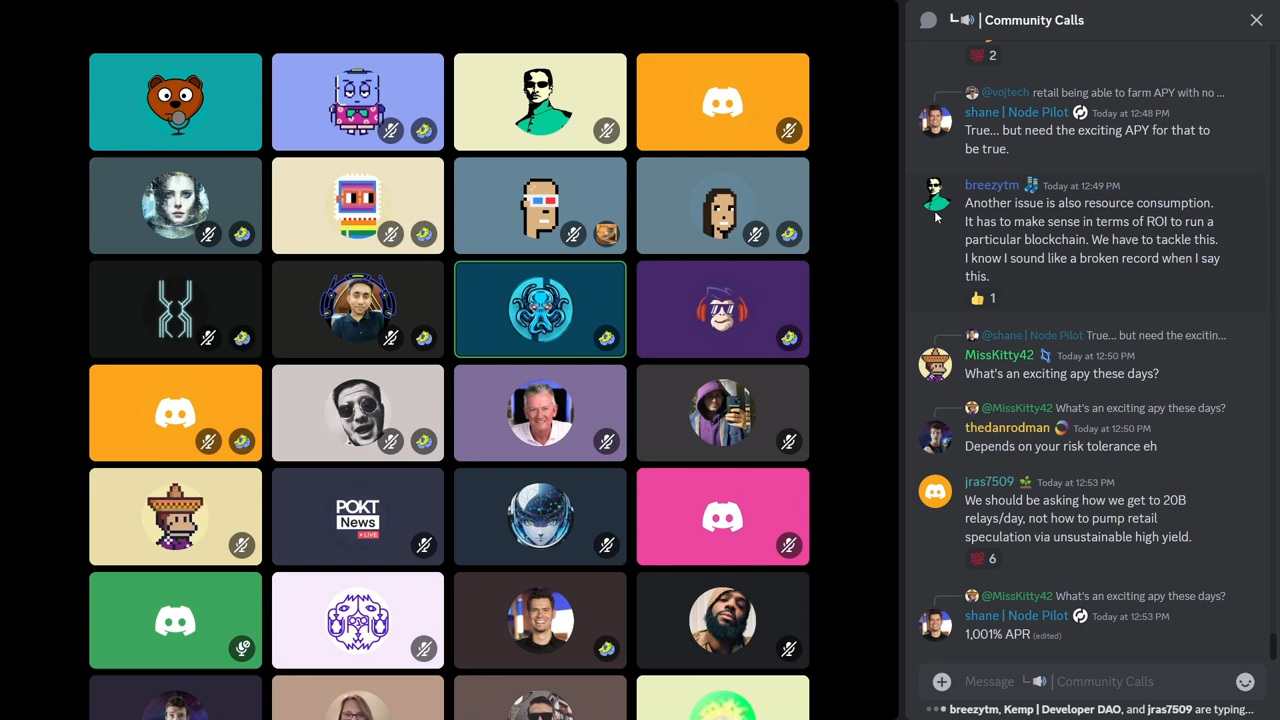 Community Calls
2
@vojtech retail being able to farm APY with no ...
shane | Node Pilot Today at 12:48 PM
True... but need the exciting APY for that to
be true.
breezytm Today at 12:49 PM
Another issue is also resource consumption.
It has to make sense in terms of ROI to run a
particular blockchain. We have to tackle this.
I know I sound like a broken record when I say
this.
1
@shane | Node Pilot True... but need the excitin...
MissKitty42 Today at 12:50 PM
What's an exciting apy these days?
@MissKitty42 What's an exciting apy these days?
thedanrodman Today at 12:50 PM
Depends on your risk tolerance eh
jras7509 Today at 12:53 PM
We should be asking how we get to 20B
relays/day, not how to pump retail
speculation via unsustainable high yield.
100 6
@MissKitty42 What's an exciting apy these days?
shane | Node Pilot Today at 12:53 PM
1,001% APR (edited)
Message Community Calls
breezytm, Kemp | Developer DAO, and jras7509 are typing...
POKT
News
LIVE